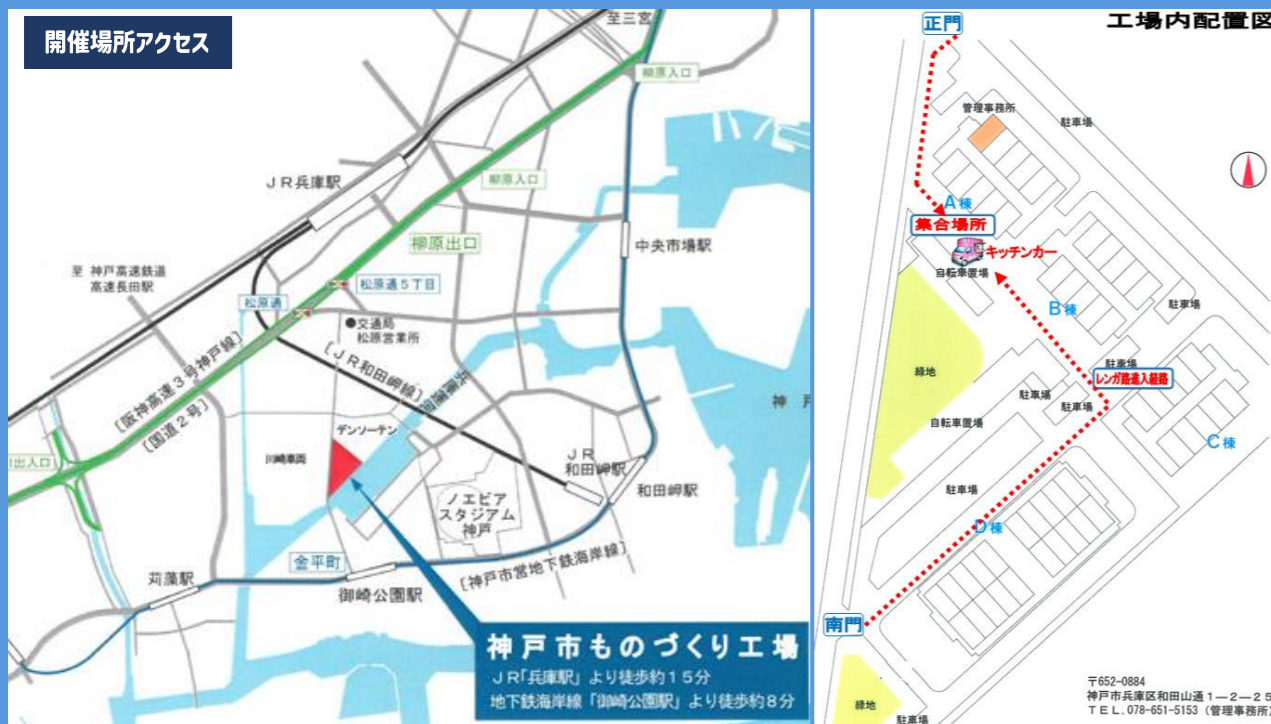 開催場所アクセス
至三宮
柳原入口
JR兵庫駅
柳原入口
柳原出口
中央市場駅
至 神戸高速鉄道
高速長田駅
松原通5丁目
松原通
●交通局
松原営業所
[阪神高速3号神戸線]
[国道2号]
[JR和田岬線]
兵庫運河
神戸
デンソーテン
川崎車両
出入口
JR
和田岬駅
和田岬駅
ノエビア
スタジアム
神戸
金平町
[神戸市営地下鉄海岸線]
苅藻駅
御崎公園駅
神戸市ものづくり工場
JR「兵庫駅」より徒歩約15分
地下鉄海岸線「御崎公園駅」より徒歩約8分
工場内配置図
正門
管理事務所
駐車場
A棟
集合場所
キッチンカー
自転車置場
B棟
駐車場
緑地
駐車場
レンガ路進入経路
駐車場
駐車場
自転車置場
C棟
駐車場
D棟
南門
緑地
駐車場
〒652-0884
神戸市兵庫区和田山通1―2―25
TEL.078-651-5153（管理事務所）